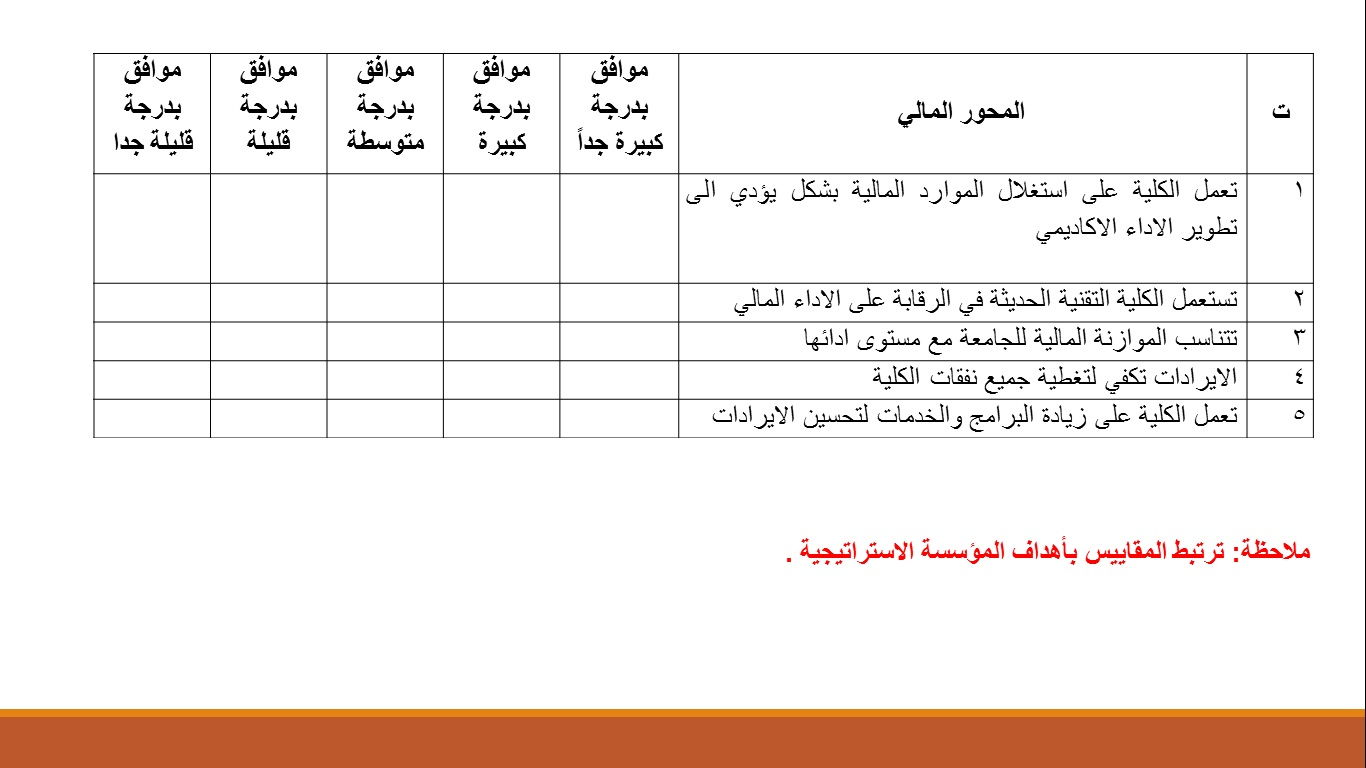 ت
المحور المالي
موافق
بدرجة
كبيرة جداً
موافق
بدرجة
كبيرة
موافق
بدرجة
متوسطة
موافق
بدرجة
قليلة
موافق
بدرجة
قليلة جدا
١
تعمل الكلية على استغلال الموارد المالية بشكل يؤدي الى
تطوير الاداء الاكاديمي
٢
تستعمل الكلية التقنية الحديثة في الرقابة على الاداء المالي
٣
تتناسب الموازنة المالية للجامعة مع مستوى ادائها
٤
الايرادات تكفي لتغطية جميع نفقات الكلية
٥
تعمل الكلية على زيادة البرامج والخدمات لتحسين الايرادات
ملاحظة: ترتبط المقاييس بأهداف المؤسسة الاستراتيجية .